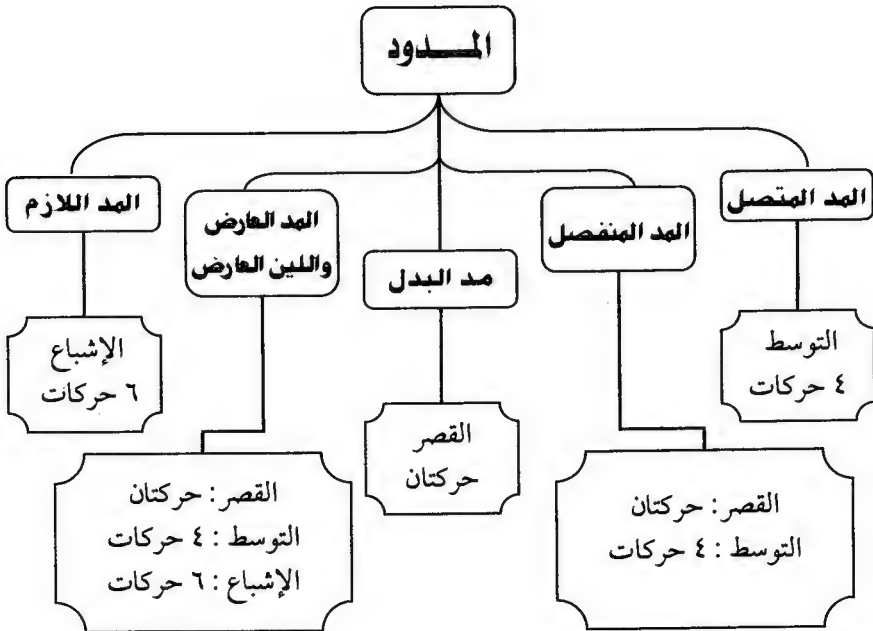 المدود
المد المتصل
التوسط
٤ حركات
المد المنفصل
القصر : حركتان
التوسط : ٤ حركات
مد البدل
القصر
حركتان
المد العارض
واللين العارض
القصر : حركتان
التوسط : ٤ حركات
الإشباع : ٦ حركات
المد اللازم
الإشباع
٦ حركات